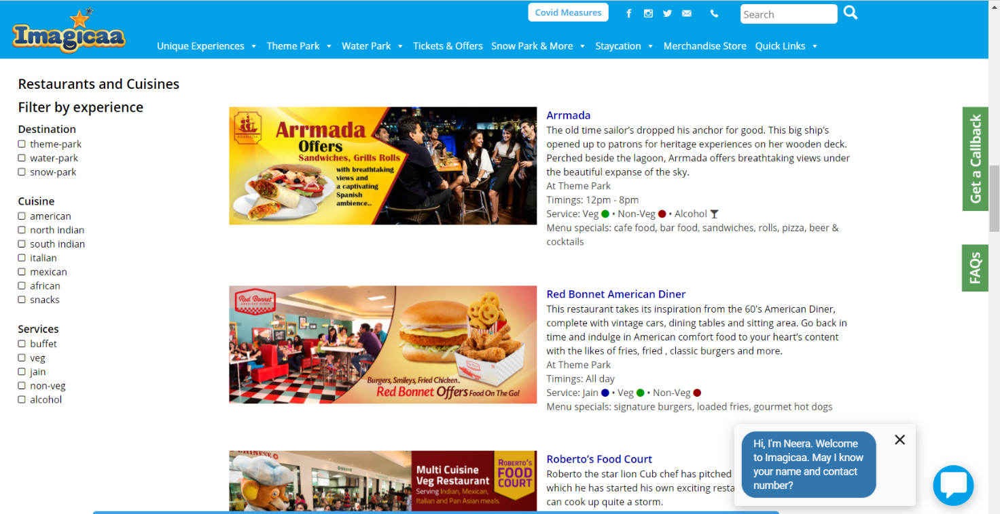 Imagicaa
Covid Measures
Search
Unique Experiences
Theme Park
Water Park
Tickets & Offers
Snow Park & More
Staycation
Merchandise Store
Quick Links
Restaurants and Cuisines
Filter by experience
Destination
theme-park
water-park
snow-park
Cuisine
american
north indian
south indian
italian
mexican
african
snacks
Services
buffet
veg
jain
non-veg
alcohol
ARRMADA
Arrmada
Offers
Sandwiches, Grills Rolls
with breathtaking
views and
a captivating
Spanish
ambience..
Arrmada
The old time sailor’s dropped his anchor for good. This big ship’s
opened up to patrons for heritage experiences on her wooden deck.
Perched beside the lagoon, Arrmada offers breathtaking views under
the beautiful expanse of the sky.
At Theme Park
Timings: 12pm - 8pm
Service: Veg • Non-Veg • Alcohol
Menu specials: cafe food, bar food, sandwiches, rolls, pizza, beer &
cocktails
Red Bonnet
AMERICAN DINER
Burgers, Smileys, Fried Chicken..
Red Bonnet Offers Food On The Go!
Red Bonnet American Diner
This restaurant takes its inspiration from the 60's American Diner,
complete with vintage cars, dining tables and sitting area. Go back in
time and indulge in American comfort food to your heart’s content
with the likes of fries, fried , classic burgers and more.
At Theme Park
Timings: All day
Service: Jain • Veg • Non-Veg
Menu specials: signature burgers, loaded fries, gourmet hot dogs
CHINESE
Multi Cuisine
Veg Restaurant
Serving Indian, Mexican,
Italian and Pan Asian meals.
ROBERTO'S
FOOD
COURT
Roberto’s Food Court
Roberto the star lion Cub chef has pitched
which he has started his own exciting resta
can cook up quite a storm.
Get a Callback
FAQs
Hi, I'm Neera. Welcome
to Imagicaa. May I know
your name and contact
number?